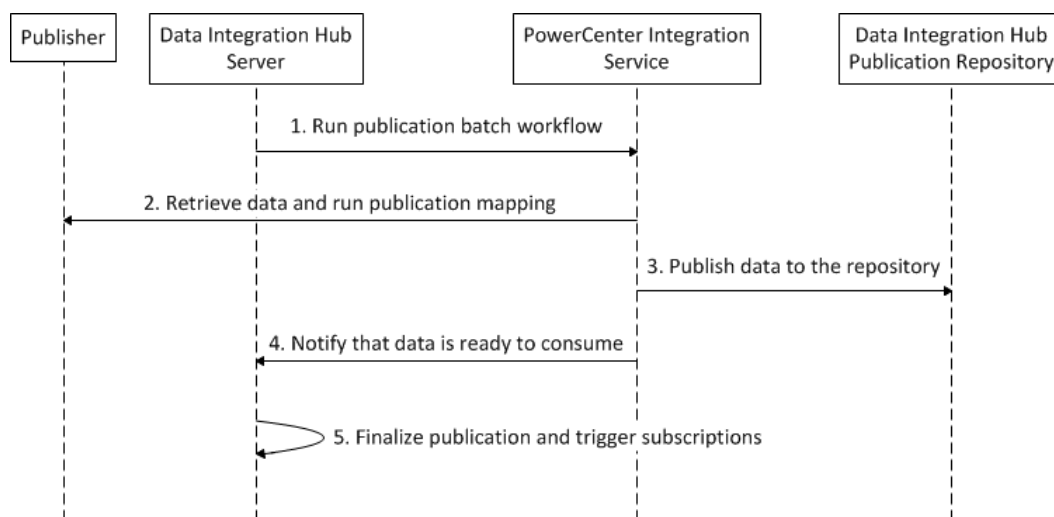 Publisher
Data Integration Hub
Server
PowerCenter Integration
Service
Data Integration Hub
Publication Repository
1. Run publication batch workflow
2. Retrieve data and run publication mapping
3. Publish data to the repository
4. Notify that data is ready to consume
5. Finalize publication and trigger subscriptions